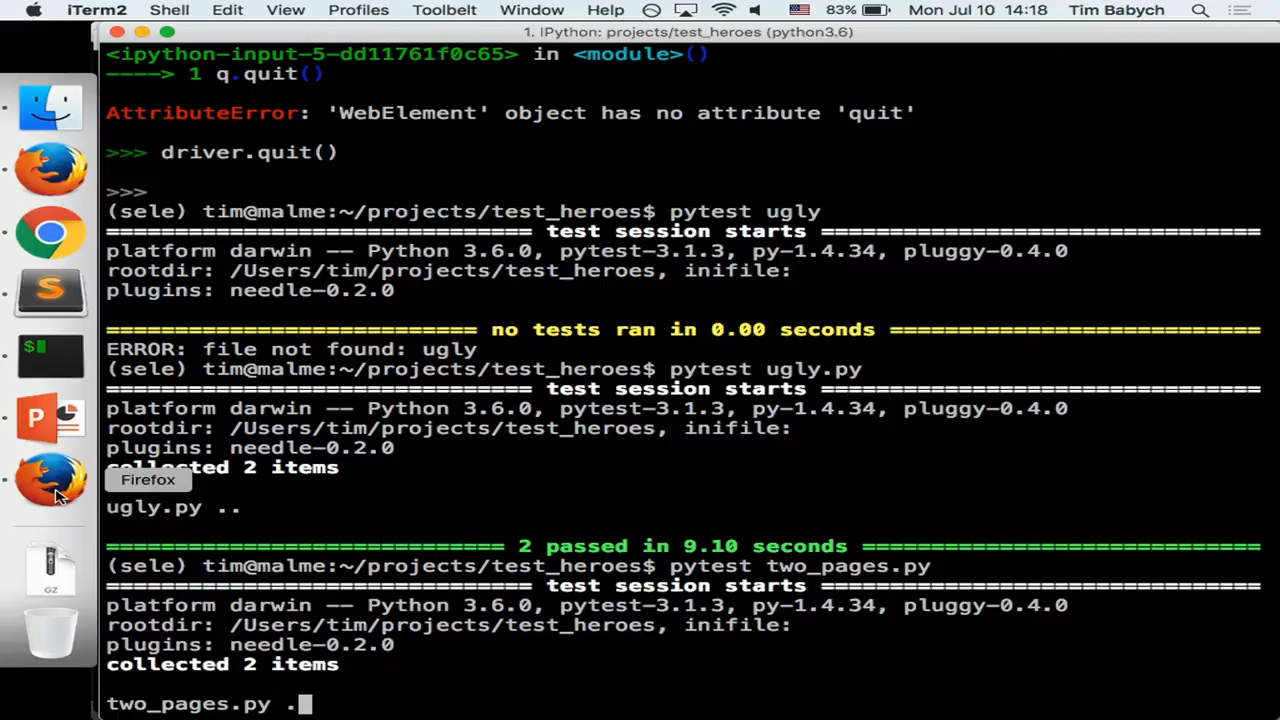 iTerm2 Shell Edit View Profiles Toolbelt Window Help 83% Mon Jul 10 14:18 Tim Babych
1. IPython: projects/test_heroes (python3.6)
<ipython-input-5-dd11761f0c65> in <module>()
----> 1 q.quit()
AttributeError: 'WebElement' object has no attribute 'quit'
>>> driver.quit()
>>>
(sele) tim@malme:~/projects/test_heroes$ pytest ugly
============================== test session starts ===============================
platform darwin -- Python 3.6.0, pytest-3.1.3, py-1.4.34, pluggy-0.4.0
rootdir: /Users/tim/projects/test_heroes, inifile:
plugins: needle-0.2.0
=========================== no tests ran in 0.00 seconds ===========================
ERROR: file not found: ugly
(sele) tim@malme:~/projects/test_heroes$ pytest ugly.py
============================== test session starts ===============================
platform darwin -- Python 3.6.0, pytest-3.1.3, py-1.4.34, pluggy-0.4.0
rootdir: /Users/tim/projects/test_heroes, inifile:
plugins: needle-0.2.0
collected 2 items
Firefox
ugly.py ..
============================= 2 passed in 9.10 seconds =============================
(sele) tim@malme:~/projects/test_heroes$ pytest two_pages.py
============================== test session starts ===============================
platform darwin -- Python 3.6.0, pytest-3.1.3, py-1.4.34, pluggy-0.4.0
rootdir: /Users/tim/projects/test_heroes, inifile:
plugins: needle-0.2.0
collected 2 items
two_pages.py .
S
$
P
GZ